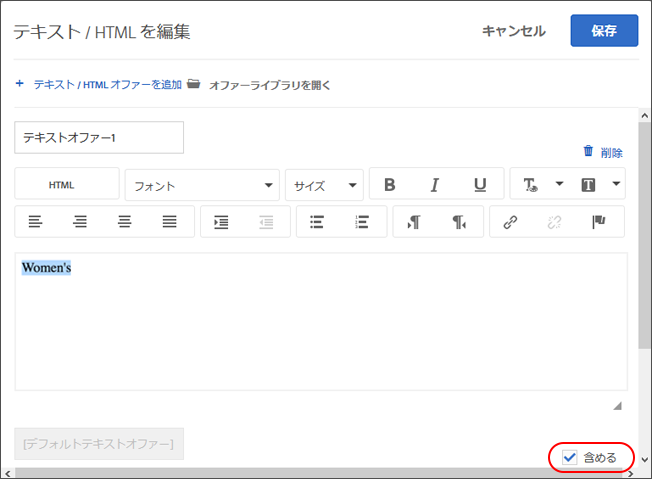 テキスト / HTML を編集
キャンセル
保存
+ テキスト / HTML オファーを追加
オファーライブラリを開く
テキストオファー1
削除
HTML
フォント
サイズ
B I U
Women's
[デフォルトテキストオファー]
含める